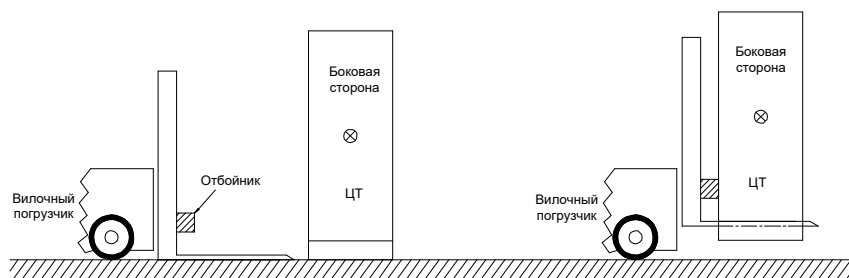 Боковая
сторона
ЦТ
Отбойник
Вилочный
погрузчик
Боковая
сторона
ЦТ
Вилочный
погрузчик